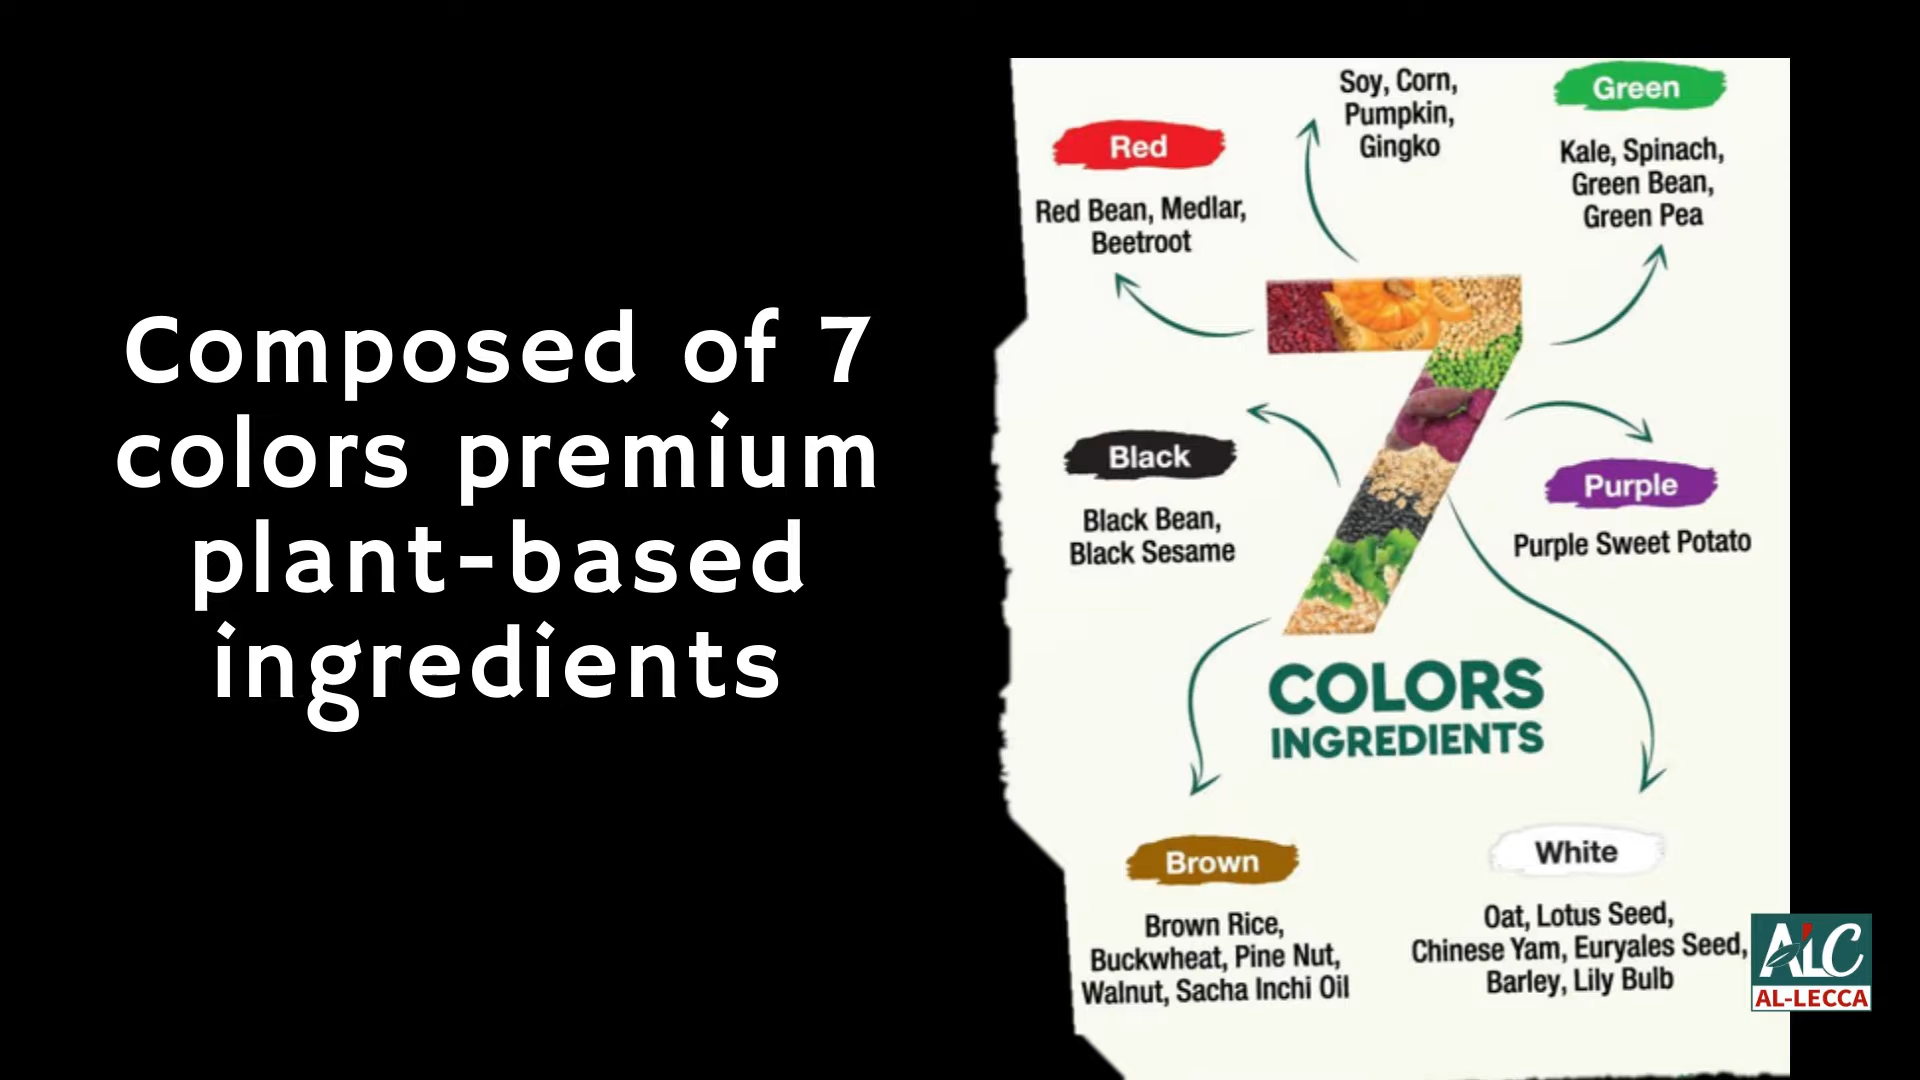 Composed of 7
colors premium
plant-based
ingredients
Soy, Corn,
Pumpkin,
Gingko
Green
Kale, Spinach,
Green Bean,
Green Pea
Red
Red Bean, Medlar,
Beetroot
Black
Black Bean,
Black Sesame
Purple
Purple Sweet Potato
7
COLORS
INGREDIENTS
Brown
Brown Rice,
Buckwheat, Pine Nut,
Walnut, Sacha Inchi Oil
White
Oat, Lotus Seed,
Chinese Yam, Euryales Seed,
Barley, Lily Bulb
ALC
AL-LECCA